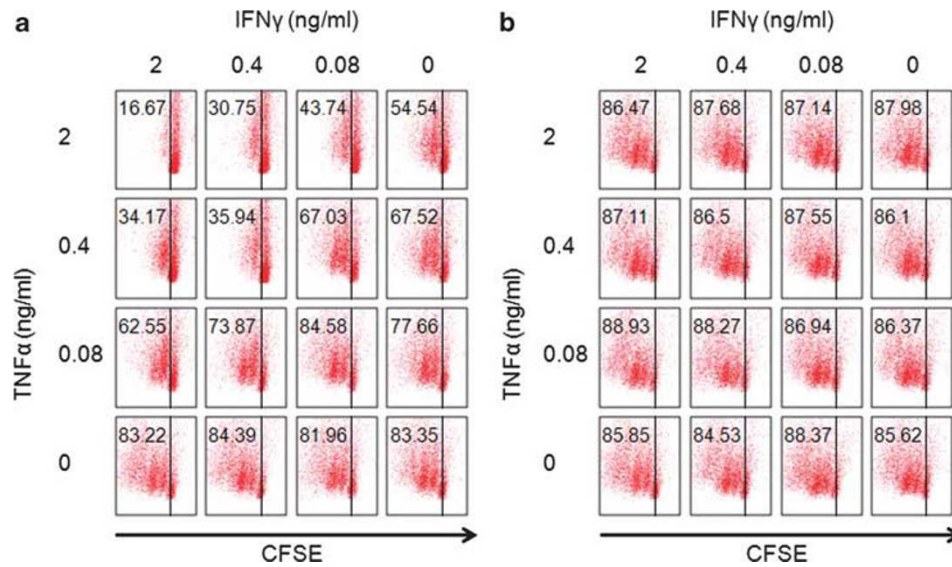 a
IFNγ (ng/ml)
2 0.4 0.08 0
TNFα (ng/ml)
2
16.67 30.75 43.74 54.54
0.4
34.17 35.94 67.03 67.52
0.08
62.55 73.87 84.58 77.66
0
83.22 84.39 81.96 83.35
CFSE
b
IFNγ (ng/ml)
2 0.4 0.08 0
TNFα (ng/ml)
2
86.47 87.68 87.14 87.98
0.4
87.11 86.5 87.55 86.1
0.08
88.93 88.27 86.94 86.37
0
85.85 84.53 88.37 85.62
CFSE